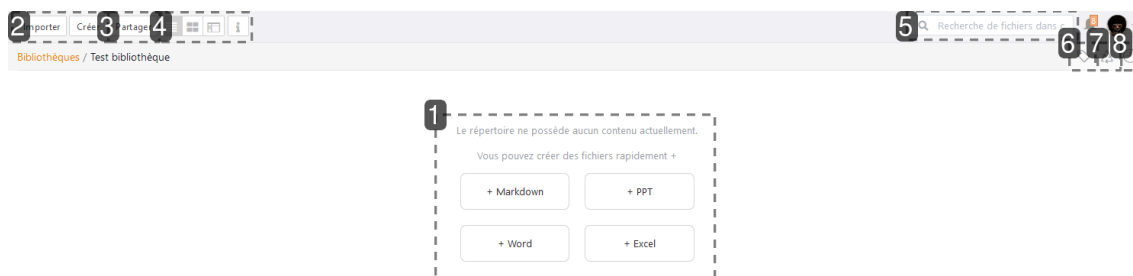 2 Importer Crée 3 Partager 4 i 5 Recherche de fichiers dans c
6 7 8
Bibliothèques / Test bibliothèque
1
Le répertoire ne possède aucun contenu actuellement.
Vous pouvez créer des fichiers rapidement +
+ Markdown + PPT
+ Word + Excel